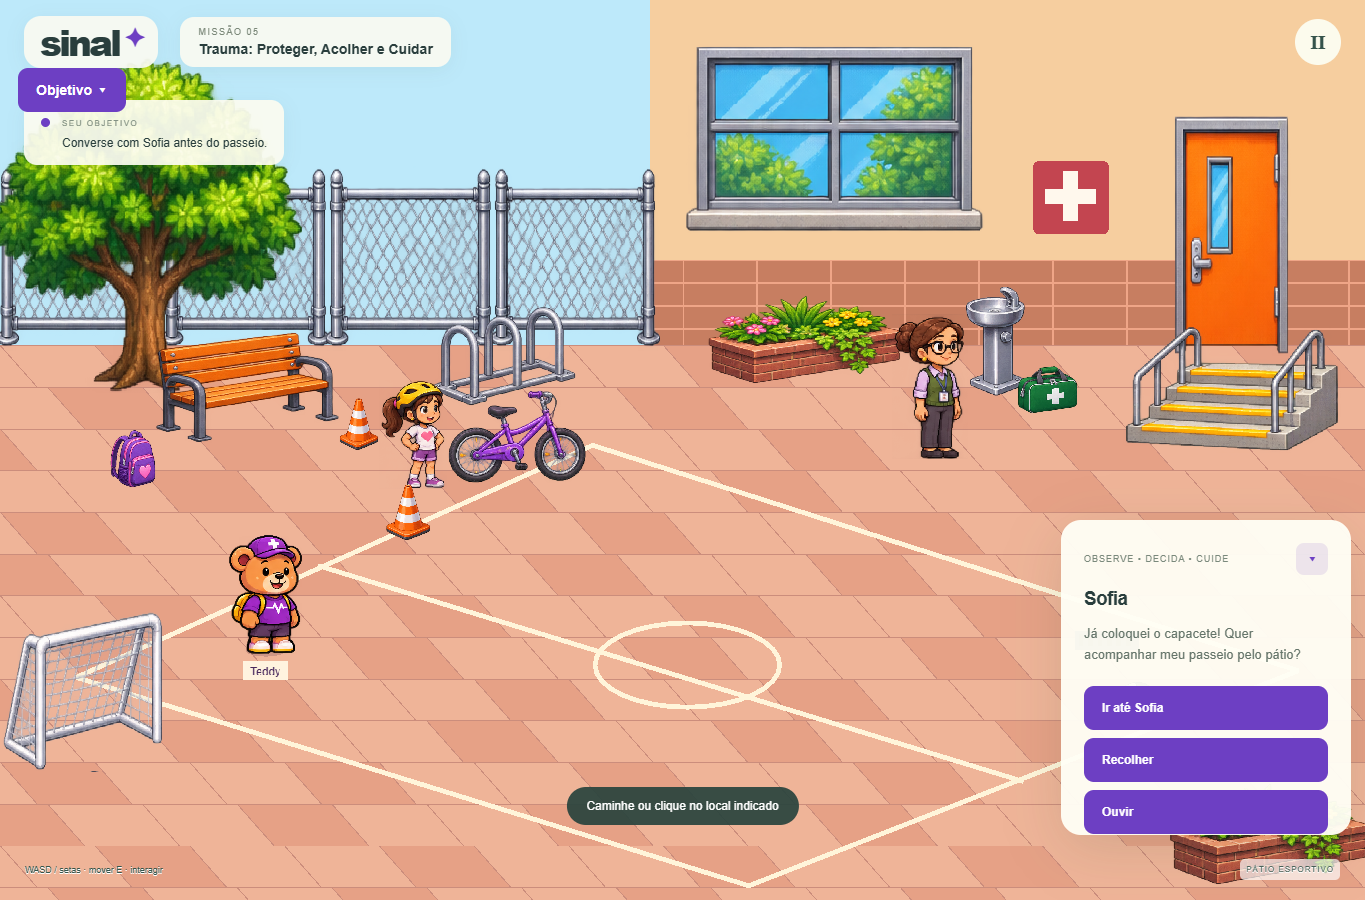 sinal
MISSÃO 05
Trauma: Proteger, Acolher e Cuidar
II
Objetivo ▾
SEU OBJETIVO
Converse com Sofia antes do passeio.
Teddy
OBSERVE • DECIDA • CUIDE
Sofia
Já coloquei o capacete! Quer
acompanhar meu passeio pelo pátio?
Ir até Sofia
Recolher
Ouvir
Caminhe ou clique no local indicado
WASD / setas · mover E · interagir
PÁTIO ESPORTIVO